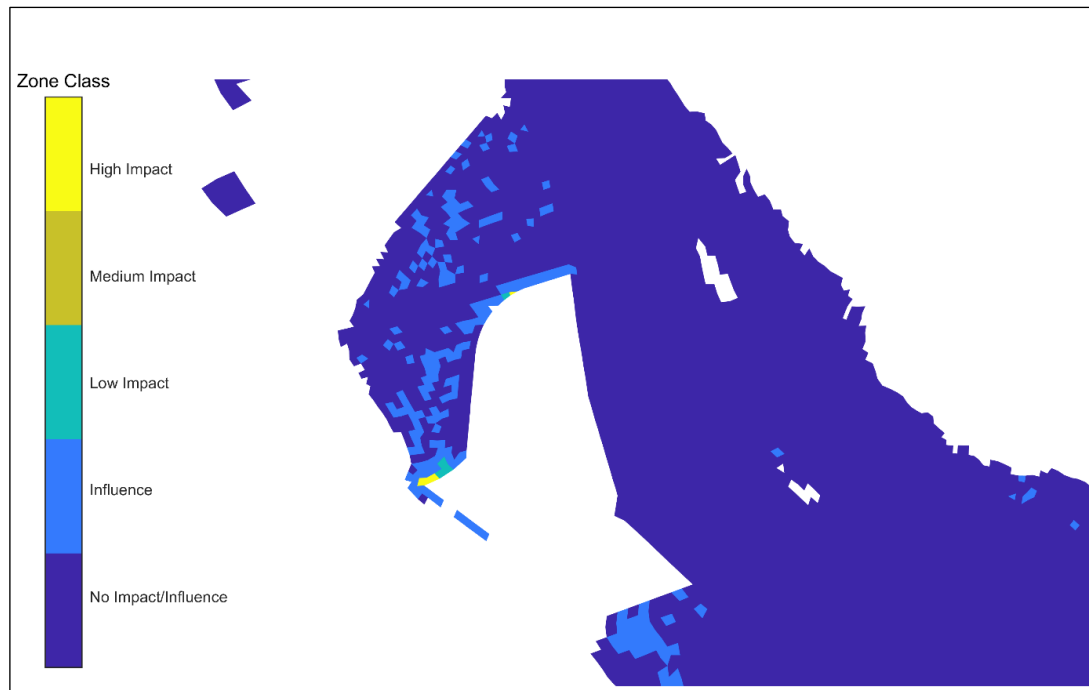 Zone Class
High Impact
Medium Impact
Low Impact
Influence
No Impact/Influence